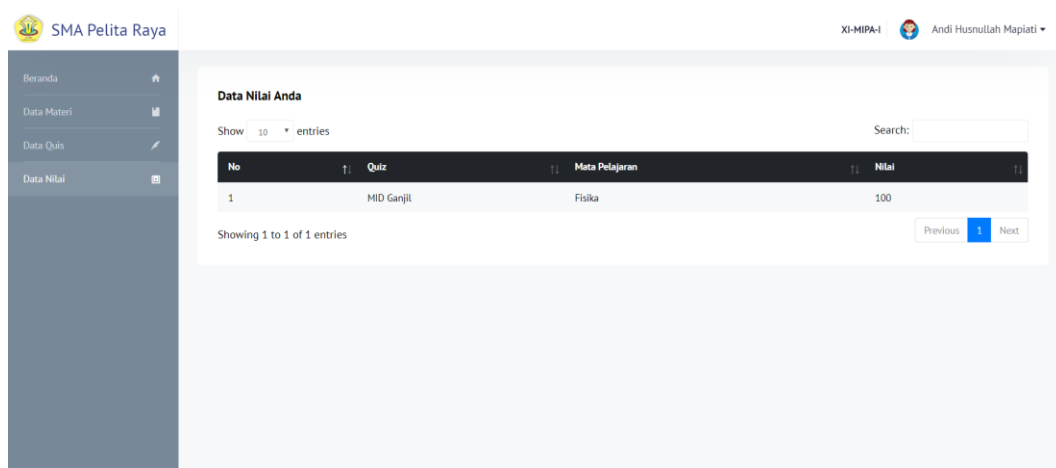 SMA Pelita Raya
XI-MIPA-I
Andi Husnullah Mapiati
Beranda
Data Materi
Data Quis
Data Nilai
Data Nilai Anda
Show 10 entries
Search:
No Quiz Mata Pelajaran Nilai
1 MID Ganjil Fisika 100
Showing 1 to 1 of 1 entries
Previous 1 Next